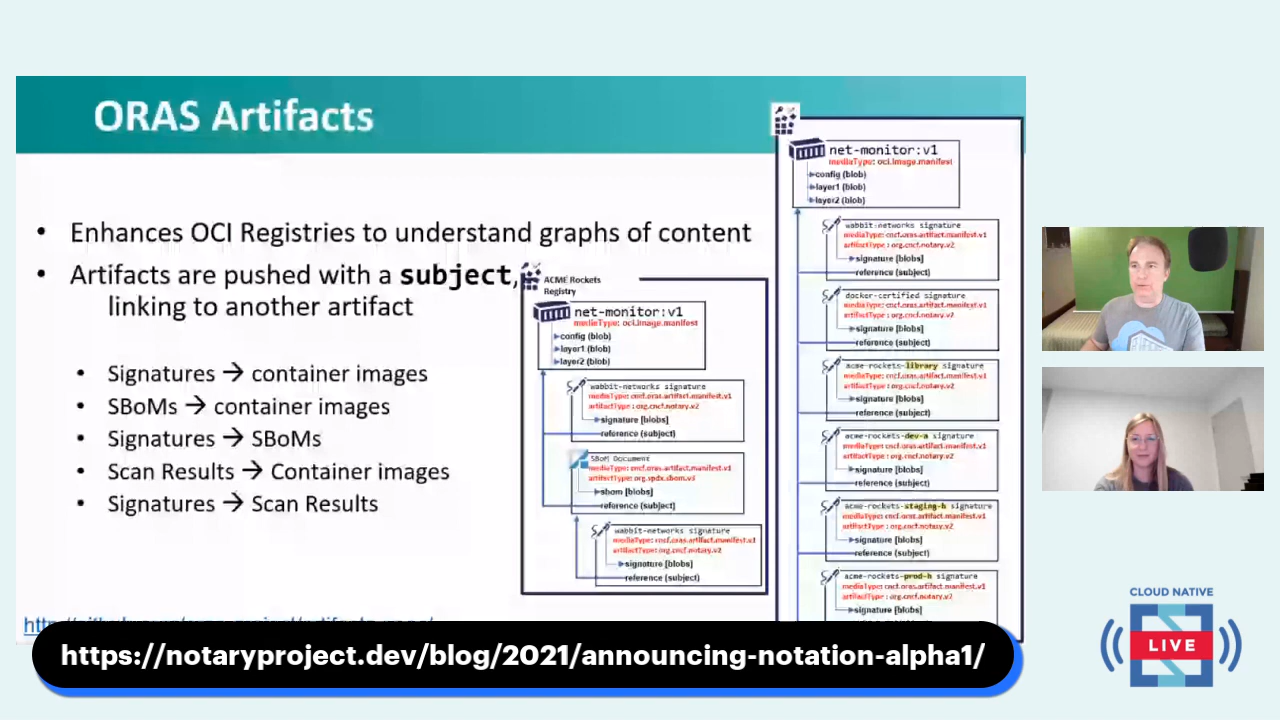 ORAS Artifacts
• Enhances OCI Registries to understand graphs of content
• Artifacts are pushed with a subject,
linking to another artifact
• Signatures → container images
• SBoMs → container images
• Signatures → SBoMs
• Scan Results → Container images
• Signatures → Scan Results
ACME Rockets
Registry
net-monitor:v1
mediaType: oci.image.manifest
config (blob)
layer1 (blob)
layer2 (blob)
wabbit-networks signature
mediaType: cncf.oras.artifact.manifest.v1
artifactType: org.cncf.notary.v2
signature [blobs]
reference (subject)
SBoM Document
mediaType: cncf.oras.artifact.manifest.v1
artifactType: org.spdx.sbom.v3
sbom [blobs]
reference (subject)
wabbit-networks signature
mediaType: cncf.oras.artifact.manifest.v1
artifactType: org.cncf.notary.v2
signature [blobs]
reference (subject)
net-monitor:v1
mediaType: oci.image.manifest
config (blob)
layer1 (blob)
layer2 (blob)
wabbit-networks signature
mediaType: cncf.oras.artifact.manifest.v1
artifactType : org.cncf.notary.v2
signature [blobs]
reference (subject)
docker-certified signature
mediaType: cncf.oras.artifact.manifest.v1
artifactType : org.cncf.notary.v2
signature [blobs]
reference (subject)
acme-rockets-library signature
mediaType: cncf.oras.artifact.manifest.v1
artifactType : org.cncf.notary.v2
signature [blobs]
reference (subject)
acme-rockets-dev-a signature
mediaType: cncf.oras.artifact.manifest.v1
artifactType : org.cncf.notary.v2
signature [blobs]
reference (subject)
acme-rockets-staging-h signature
mediaType: cncf.oras.artifact.manifest.v1
artifactType : org.cncf.notary.v2
signature [blobs]
reference (subject)
acme-rockets-prod-h signature
mediaType: cncf.oras.artifact.manifest.v1
artifactType : org.cncf.notary.v2
signature [blobs]
https://notaryproject.dev/blog/2021/announcing-notation-alpha1/
CLOUD NATIVE
LIVE